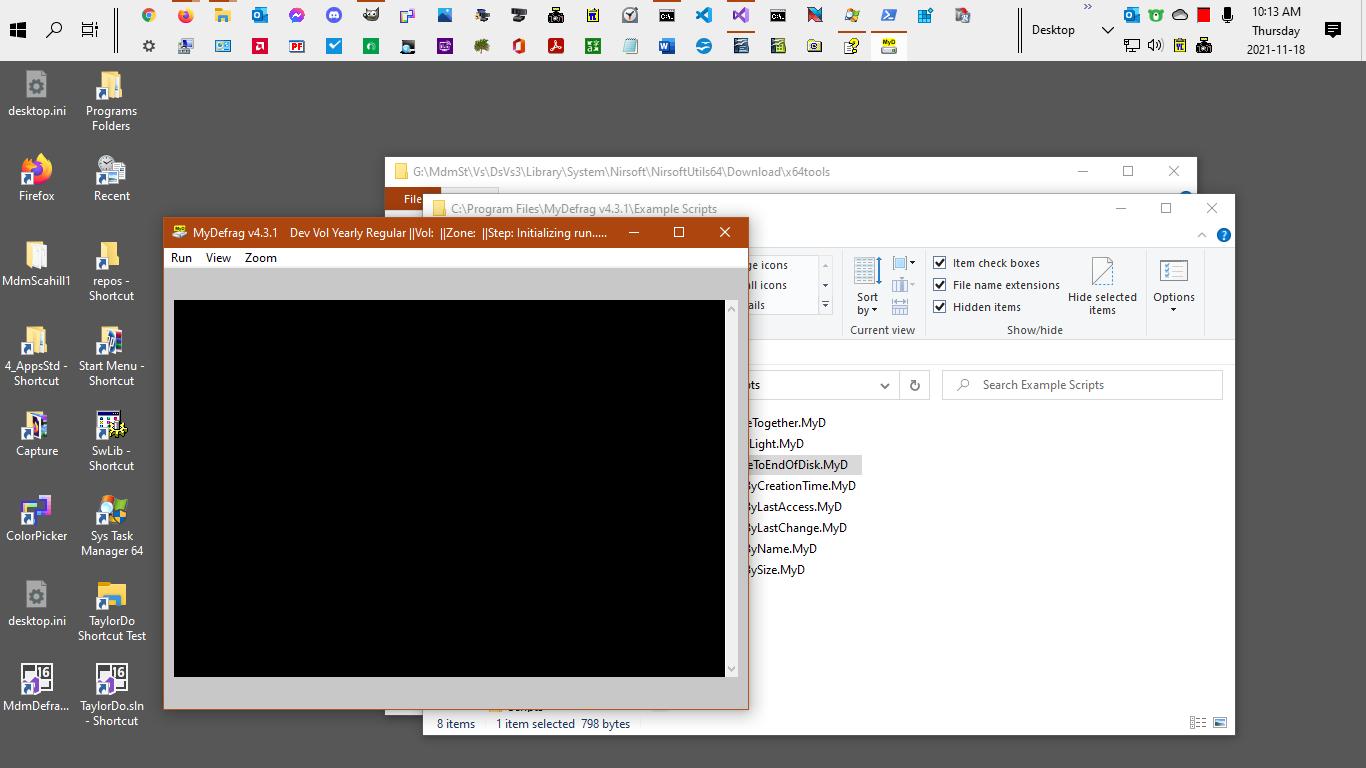 Desktop
»
10:13 AM
Thursday
2021-11-18
desktop.ini
Programs
Folders
Firefox
Recent
MdmScahill1
repos -
Shortcut
4_AppsStd -
Shortcut
Start Menu -
Shortcut
Capture
SwLib -
Shortcut
ColorPicker
Sys Task
Manager 64
desktop.ini
TaylorDo
Shortcut Test
16
16
MdmDefra...
TaylorDo.sln
- Shortcut
G:\MdmSt\Vs\DsVs3\Library\System\Nirsoft\NirsoftUtils64\Download\x64tools
File
C:\Program Files\MyDefrag v4.3.1\Example Scripts
MyDefrag v4.3.1 Dev Vol Yearly Regular ||Vol: ||Zone: ||Step: Initializing run.....
Run View Zoom
ge icons
all icons
ails
Sort
by
Current view
Item check boxes
File name extensions
Hidden items
Hide selected
items
Show/hide
Options
pts
Search Example Scripts
eTogether.MyD
Light.MyD
eToEndOfDisk.MyD
ByCreationTime.MyD
ByLastAccess.MyD
ByLastChange.MyD
ByName.MyD
BySize.MyD
8 items 1 item selected 798 bytes